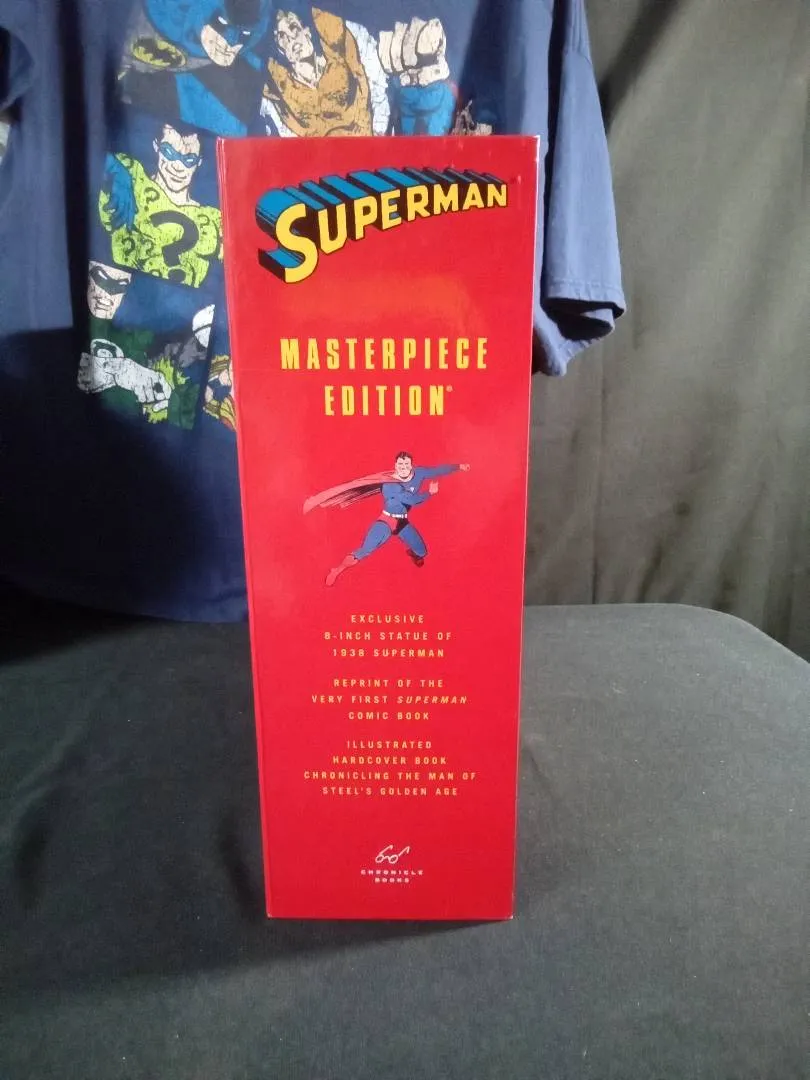 SUPERMAN
MASTERPIECE
EDITION®
EXCLUSIVE
8-INCH STATUE OF
1938 SUPERMAN
REPRINT OF THE
VERY FIRST SUPERMAN
COMIC BOOK
ILLUSTRATED
HARDCOVER BOOK
CHRONICLING THE MAN OF
STEEL'S GOLDEN AGE
CHRONICLE
BOOKS